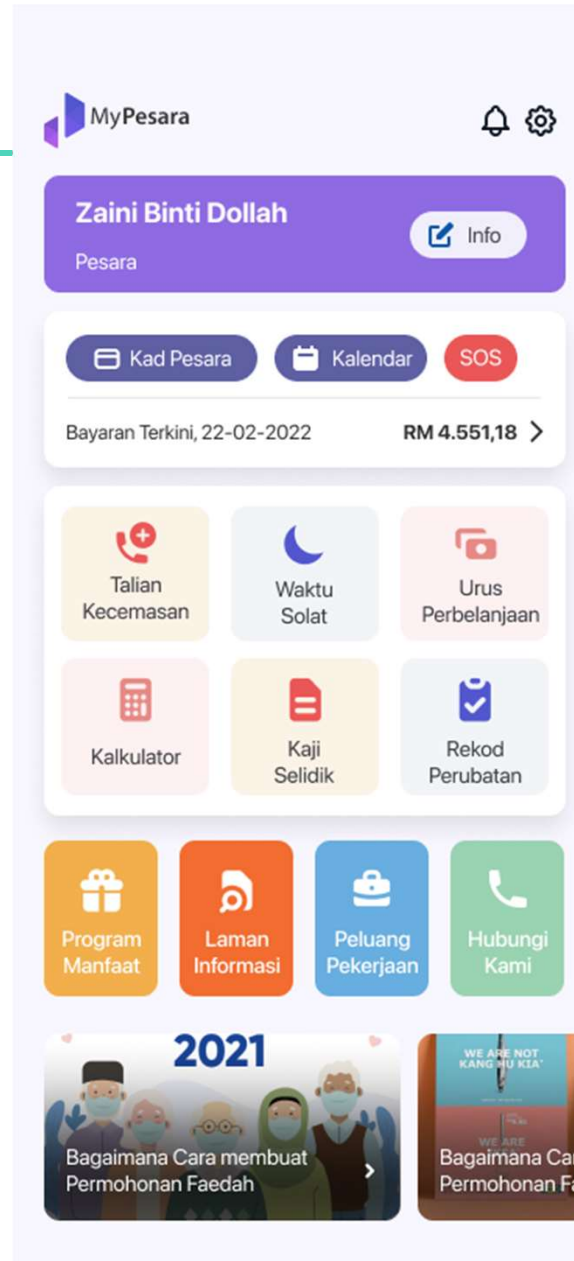 MyPesara
Zaini Binti Dollah
Pesara
Info
Kad Pesara
Kalendar
SOS
Bayaran Terkini, 22-02-2022
RM 4.551,18
Talian
Kecemasan
Waktu
Solat
Urus
Perbelanjaan
Kalkulator
Kaji
Selidik
Rekod
Perubatan
Program
Manfaat
Laman
Informasi
Peluang
Pekerjaan
Hubungi
Kami
2021
Bagaimana Cara membuat
Permohonan Faedah
WE ARE NOT
KANG HU KIA'
WE ARE
Bagaimana Ca
Permohonan Fa